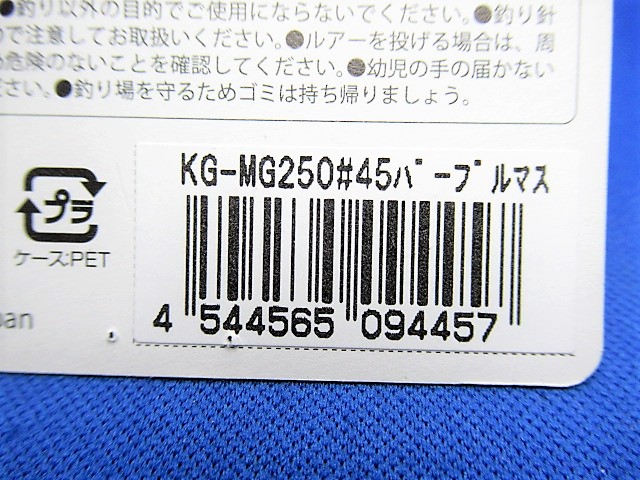 ●釣り以外の目的でご使用にならないでください。●釣り針
ので注意してお取扱いください。●ルアーを投げる場合は、周
危険のないことを確認してください。●幼児の手の届かない
ださい。●釣り場を守るためゴミは持ち帰りましょう。
KG-MG250#45パープルマス
プラ
ケース:PET
pan
4 544565 094457